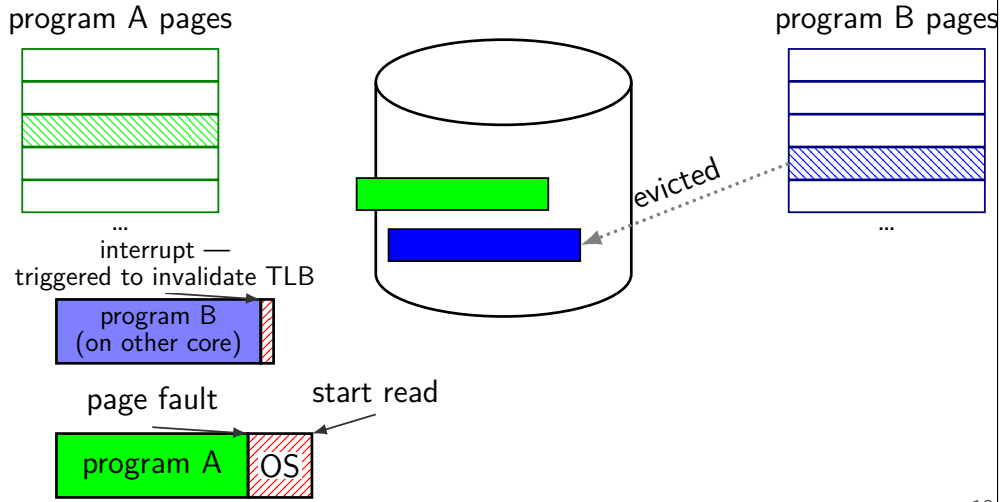 program A pages
program B pages
evicted
...
...
interrupt —
triggered to invalidate TLB
program B
(on other core)
page fault
start read
program A
OS